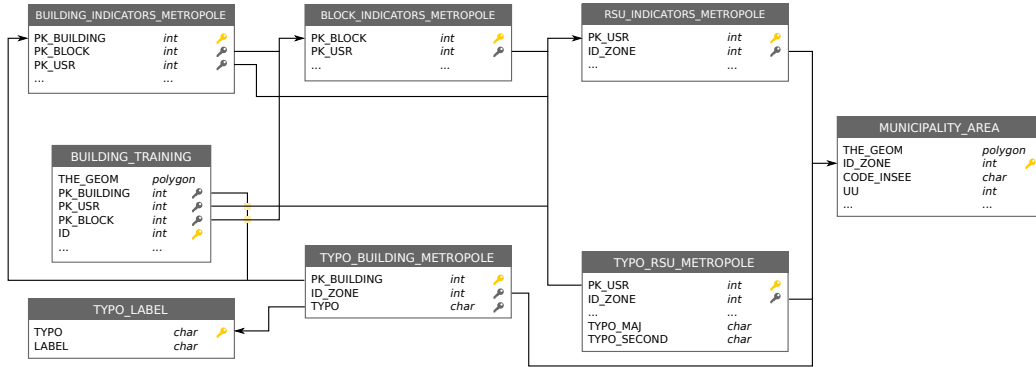 BUILDING_INDICATORS_METROPOLE
PK_BUILDING int
PK_BLOCK int
PK_USR int
... ...
BLOCK_INDICATORS_METROPOLE
PK_BLOCK int
PK_USR int
... ...
RSU_INDICATORS_METROPOLE
PK_USR int
ID_ZONE int
... ...
MUNICIPALITY_AREA
THE_GEOM polygon
ID_ZONE int
CODE_INSEE char
UU int
... ...
BUILDING_TRAINING
THE_GEOM polygon
PK_BUILDING int
PK_USR int
PK_BLOCK int
ID int
... ...
TYPO_BUILDING_METROPOLE
PK_BUILDING int
ID_ZONE int
TYPO char
TYPO_RSU_METROPOLE
PK_USR int
ID_ZONE int
... ...
TYPO_MAJ char
TYPO_SECOND char
TYPO_LABEL
TYPO char
LABEL char